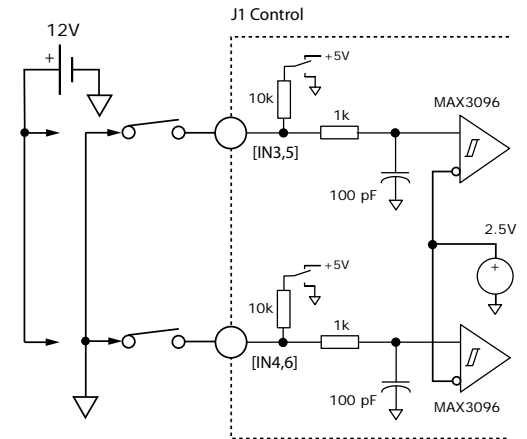 J1 Control
12V
+
+5V
10k
1k
MAX3096
[IN3,5]
100 pF
2.5V
+
+5V
10k
1k
[IN4,6]
100 pF
MAX3096